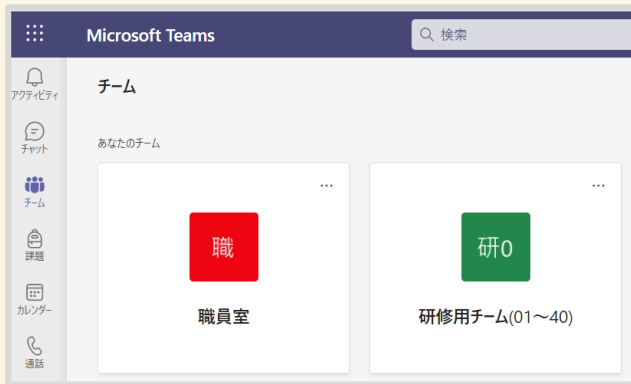 Microsoft Teams
検索
アクティビティ
チャット
チーム
課題
カレンダー
通話
チーム
あなたのチーム
職
職員室
研0
研修用チーム(01～40)